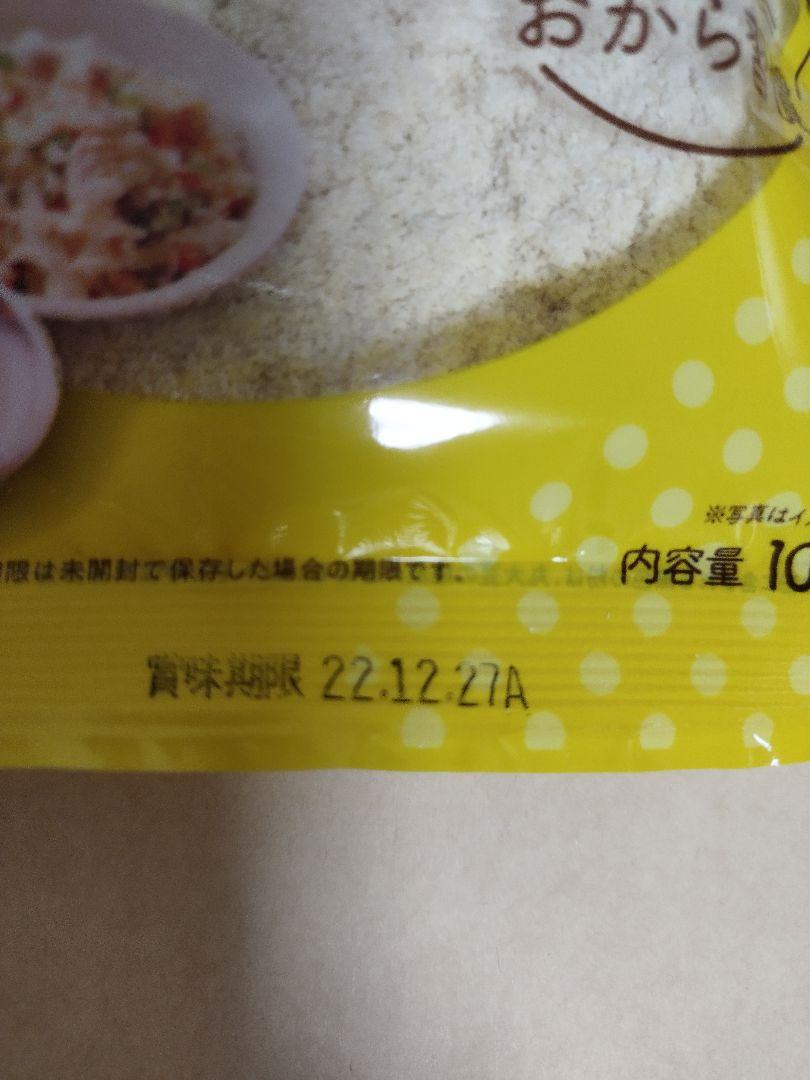 おから
※写真はイ
限は未開封で保存した場合の期限です。
内容量 10
賞味期限 22.12.27A